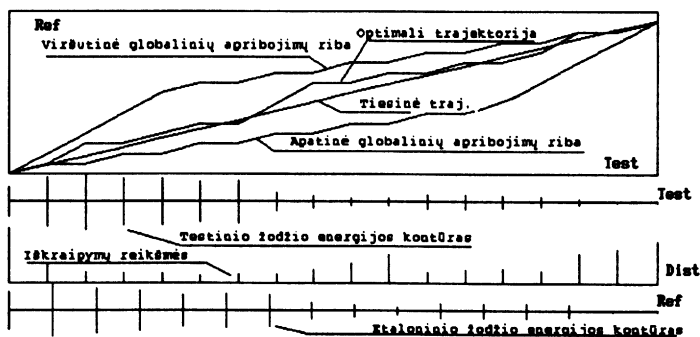 Ref
Viršutinė globalinių apribojimų riba
Optimali trajektorija
Tiesinė traj.
Apatinė globalinių apribojimų riba
Test
Test
Testinio žodžio energijos kontūras
Iškraipymų reikšmės
Dist
Ref
Etaloninio žodžio energijos kontūras